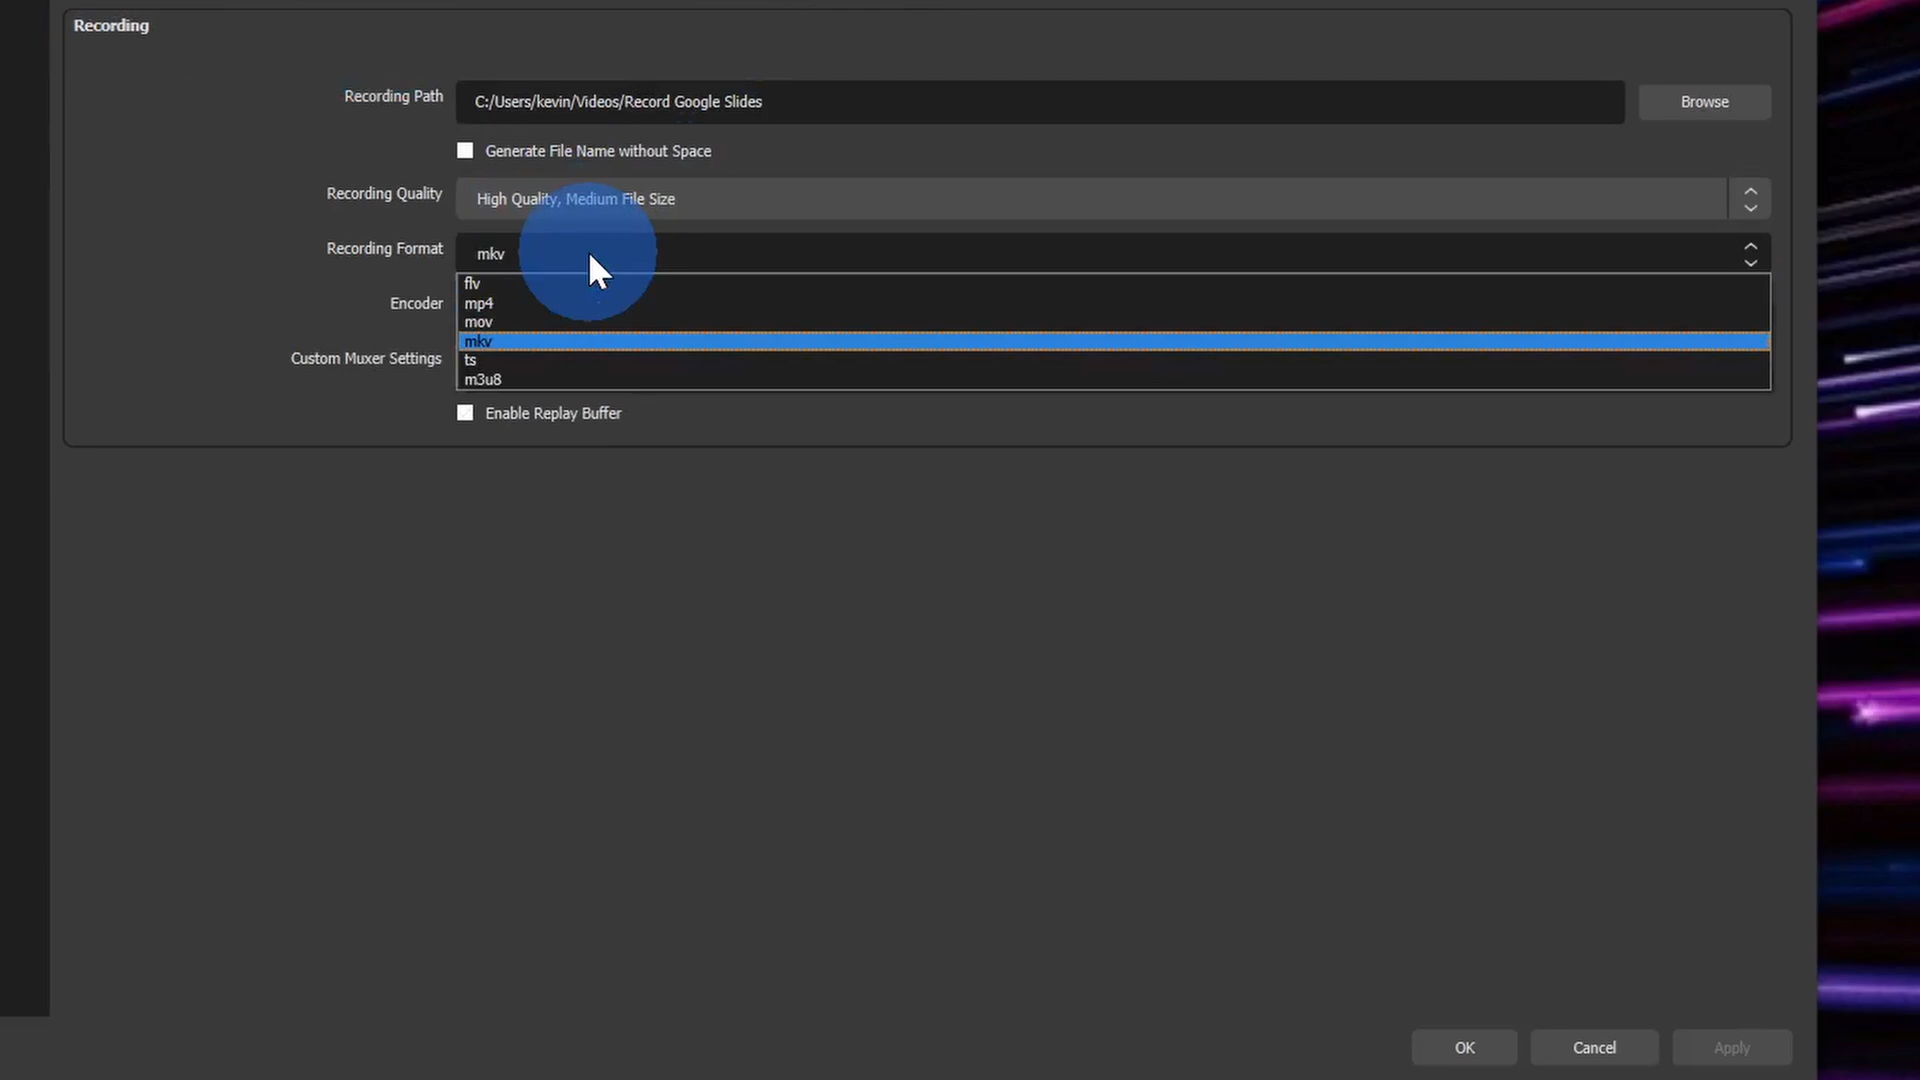 Recording
Recording Path
C:/Users/kevin/Videos/Record Google Slides
Browse
Generate File Name without Space
Recording Quality
High Quality, Medium File Size
Recording Format
mkv
flv
mp4
mov
mkv
ts
m3u8
Encoder
Custom Muxer Settings
Enable Replay Buffer
OK
Cancel
Apply